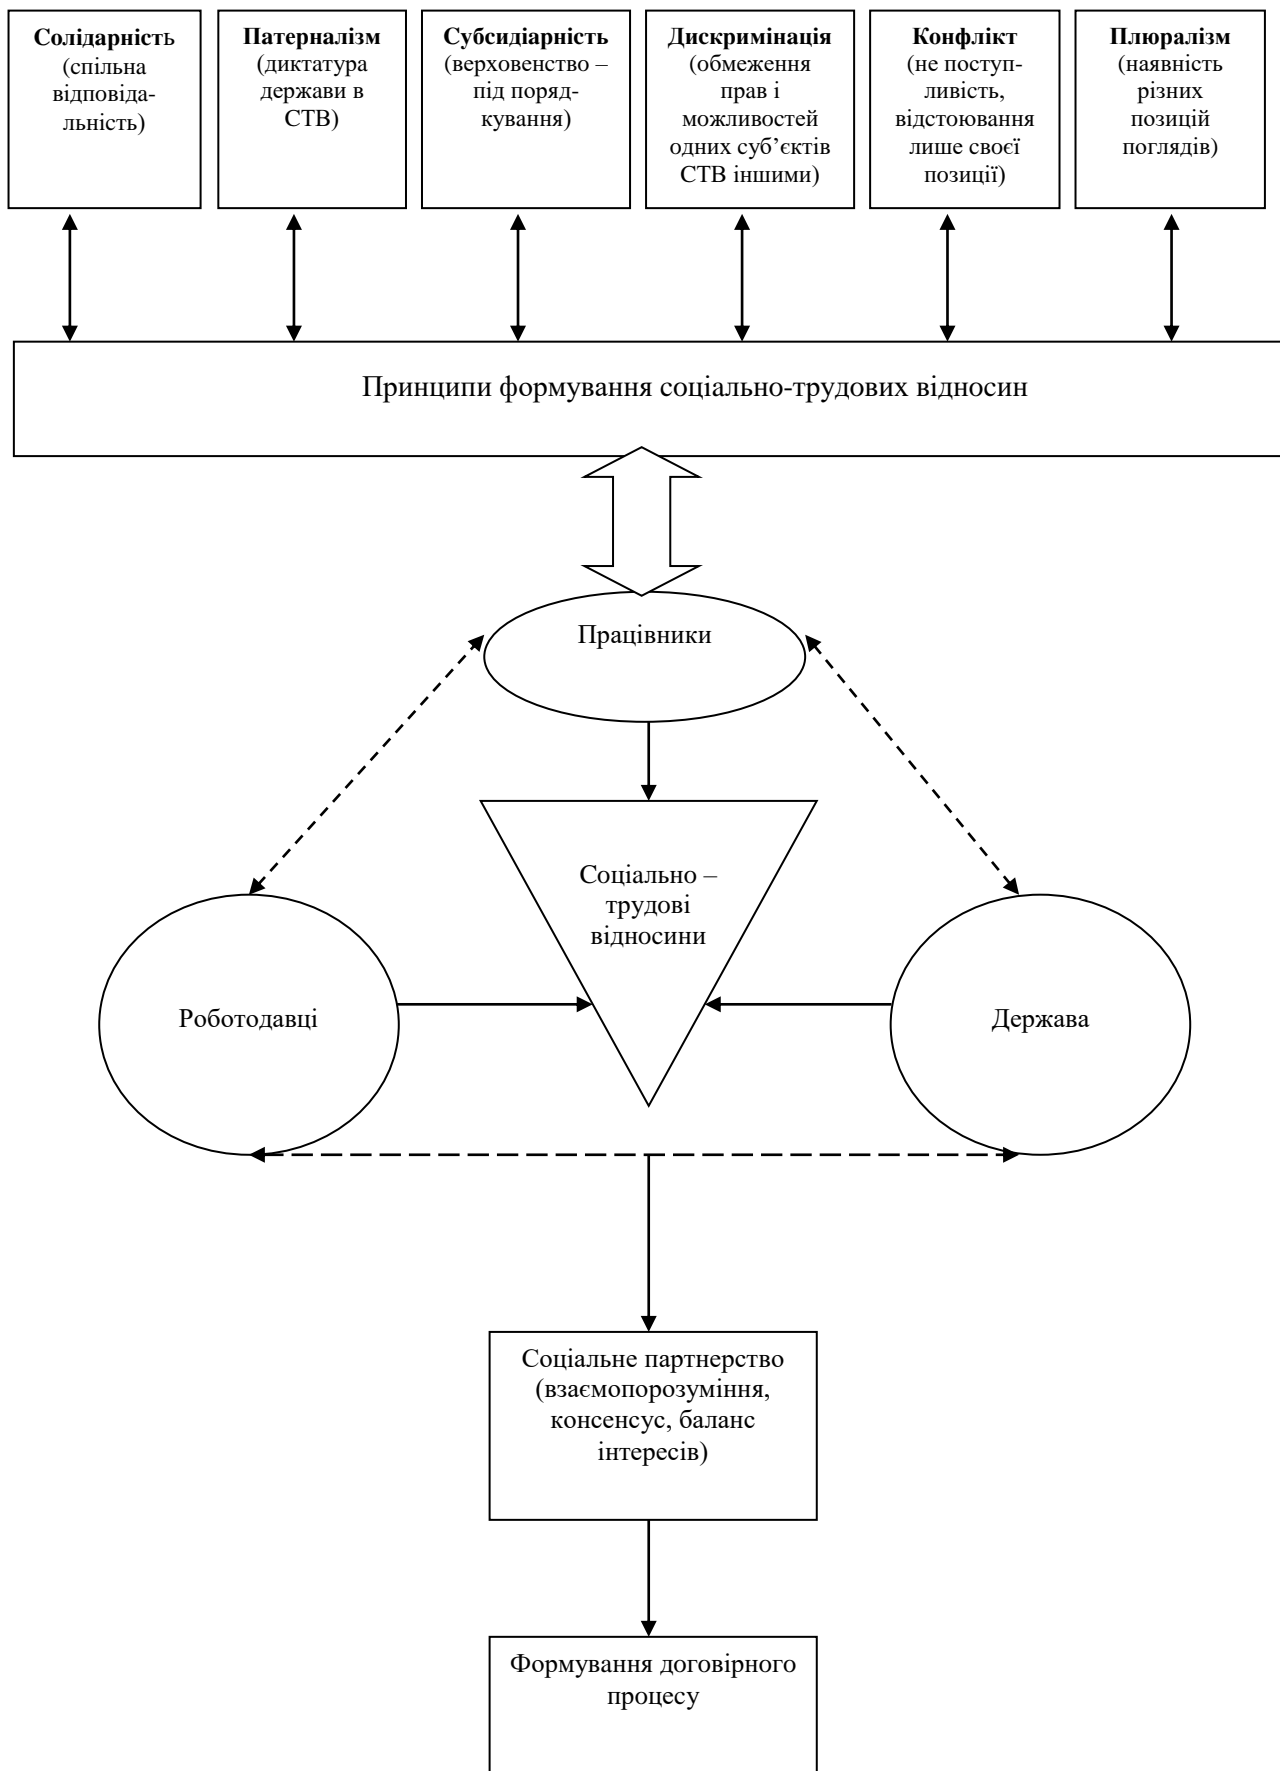 Солідарність
(спільна
відповіда-
льність)
Патерналізм
(диктатура
держави в
СТВ)
Субсидіарність
(верховенство –
під поряд-
кування)
Дискримінація
(обмеження
прав і
можливостей
одних суб’єктів
СТВ іншими)
Конфлікт
(не поступ-
ливість,
відстоювання
лише своєї
позиції)
Плюралізм
(наявність
різних
позицій
поглядів)
Принципи формування соціально-трудових відносин
Працівники
Соціально –
трудові
відносини
Роботодавці
Держава
Соціальне партнерство
(взаємопорозуміння,
консенсус, баланс
інтересів)
Формування договірного
процесу